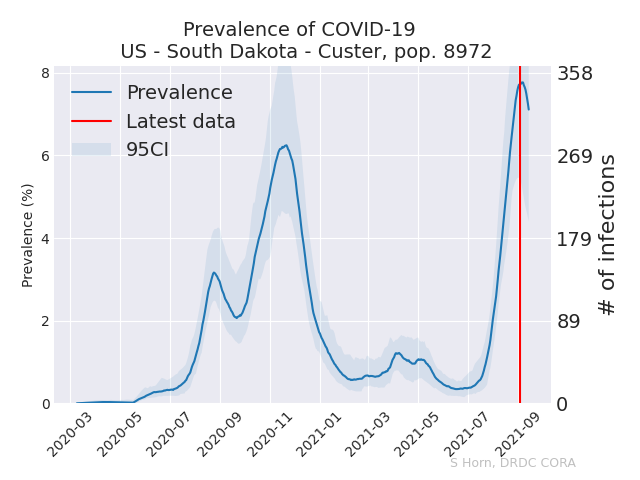 Prevalence of COVID-19
US - South Dakota - Custer, pop. 8972
Prevalence
Latest data
95CI
Prevalence (%)
8
6
4
2
0
358
269
179
89
0
# of infections
2020-03
2020-05
2020-07
2020-09
2020-11
2021-01
2021-03
2021-05
2021-07
2021-09
S Horn, DRDC CORA